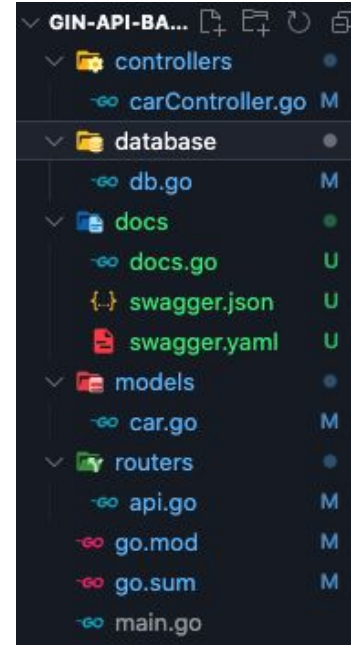 GIN-API-BA...
controllers
carController.go M
database
db.go M
docs
docs.go U
{..} swagger.json U
swagger.yaml U
models
car.go M
routers
api.go M
go.mod M
go.sum M
main.go